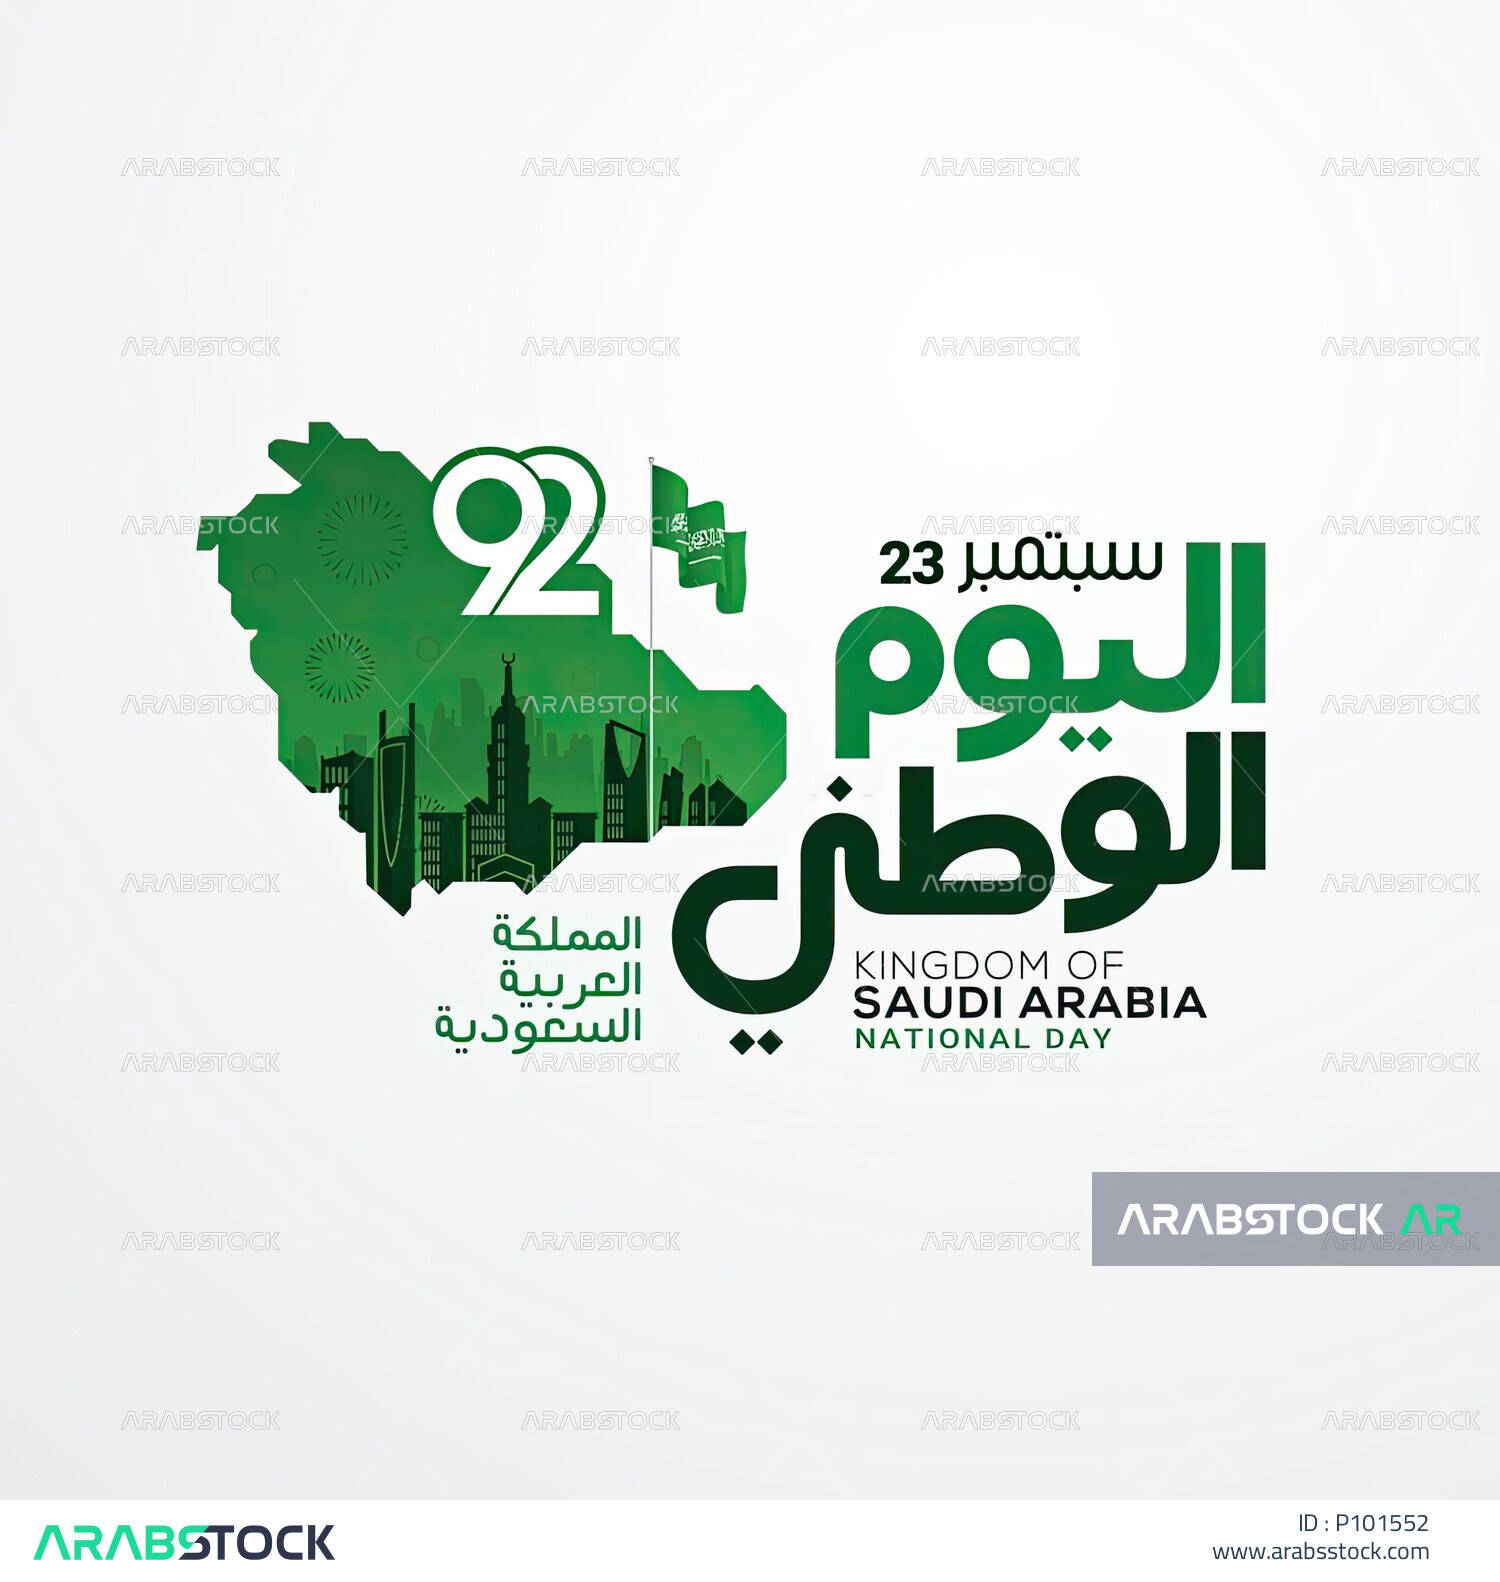 92
23 سبتمبر
اليوم
الوطني
KINGDOM OF
SAUDI ARABIA
NATIONAL DAY
المملكة
العربية
السعودية
ARABSTOCK AR
ARABSTOCK
ID : P101552
www.arabsstock.com